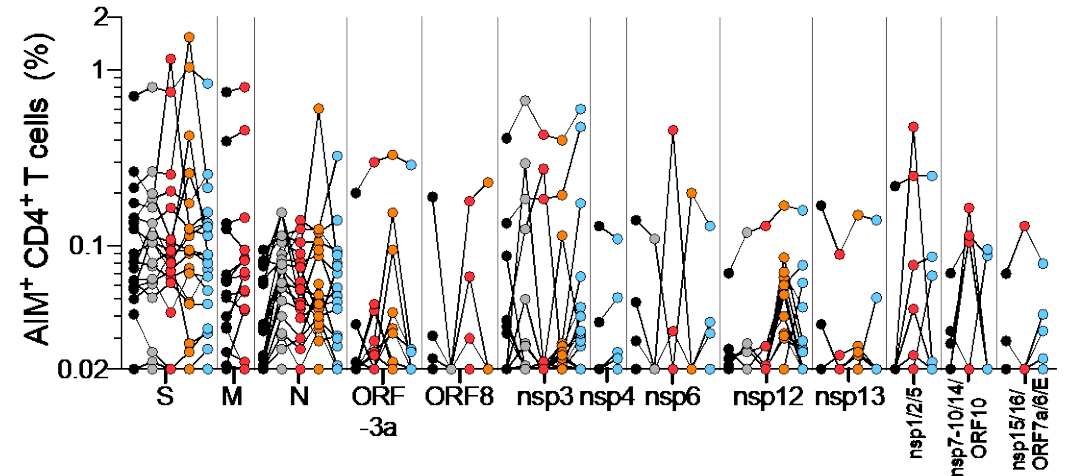 AIM+ CD4+ T cells (%)
2
1
0.1
0.02
S
M
N
ORF
-3a
ORF8
nsp3
nsp4
nsp6
nsp12
nsp13
nsp1/2/5
nsp7-10/14/
ORF10
nsp15/16/
ORF7a/6/E